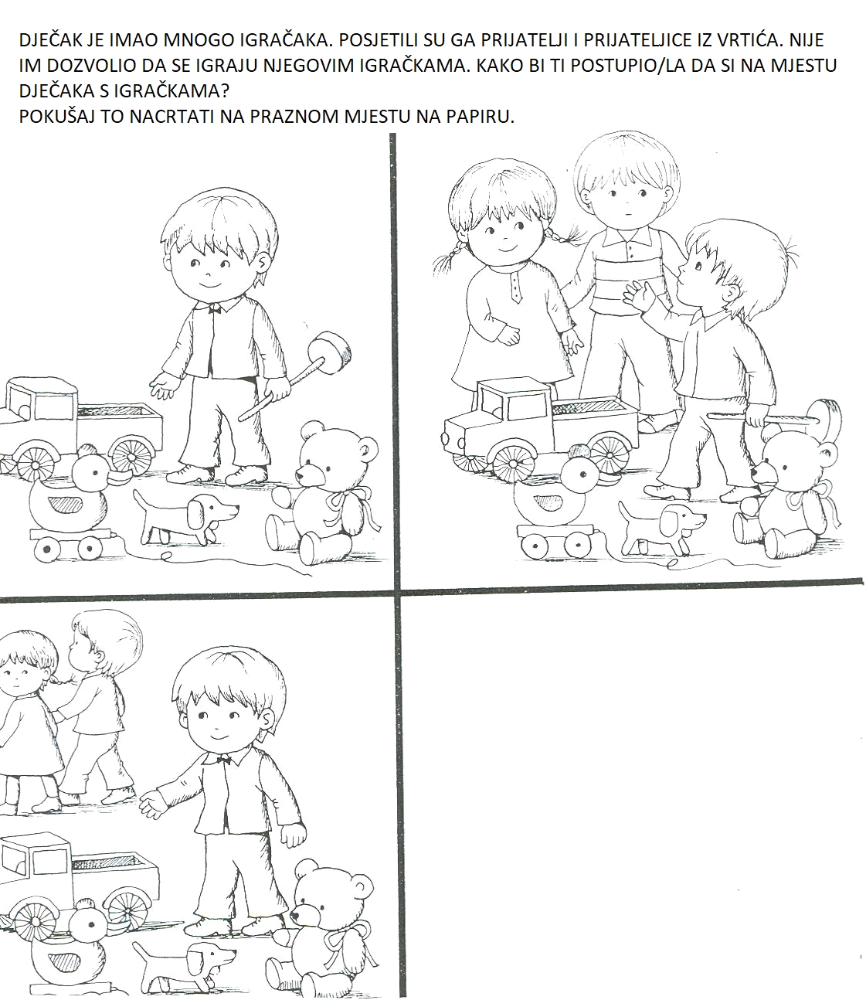 DJEČAK JE IMAO MNOGO IGRAČAKA. POSJETILI SU GA PRIJATELJI I PRIJATELJICE IZ VRTIĆA. NIJE
IM DOZVOLIO DA SE IGRAJU NJEGOVIM IGRAČKAMA. KAKO BI TI POSTUPIO/LA DA SI NA MJESTU
DJEČAKA S IGRAČKAMA?
POKUŠAJ TO NACRTATI NA PRAZNOM MJESTU NA PAPIRU.